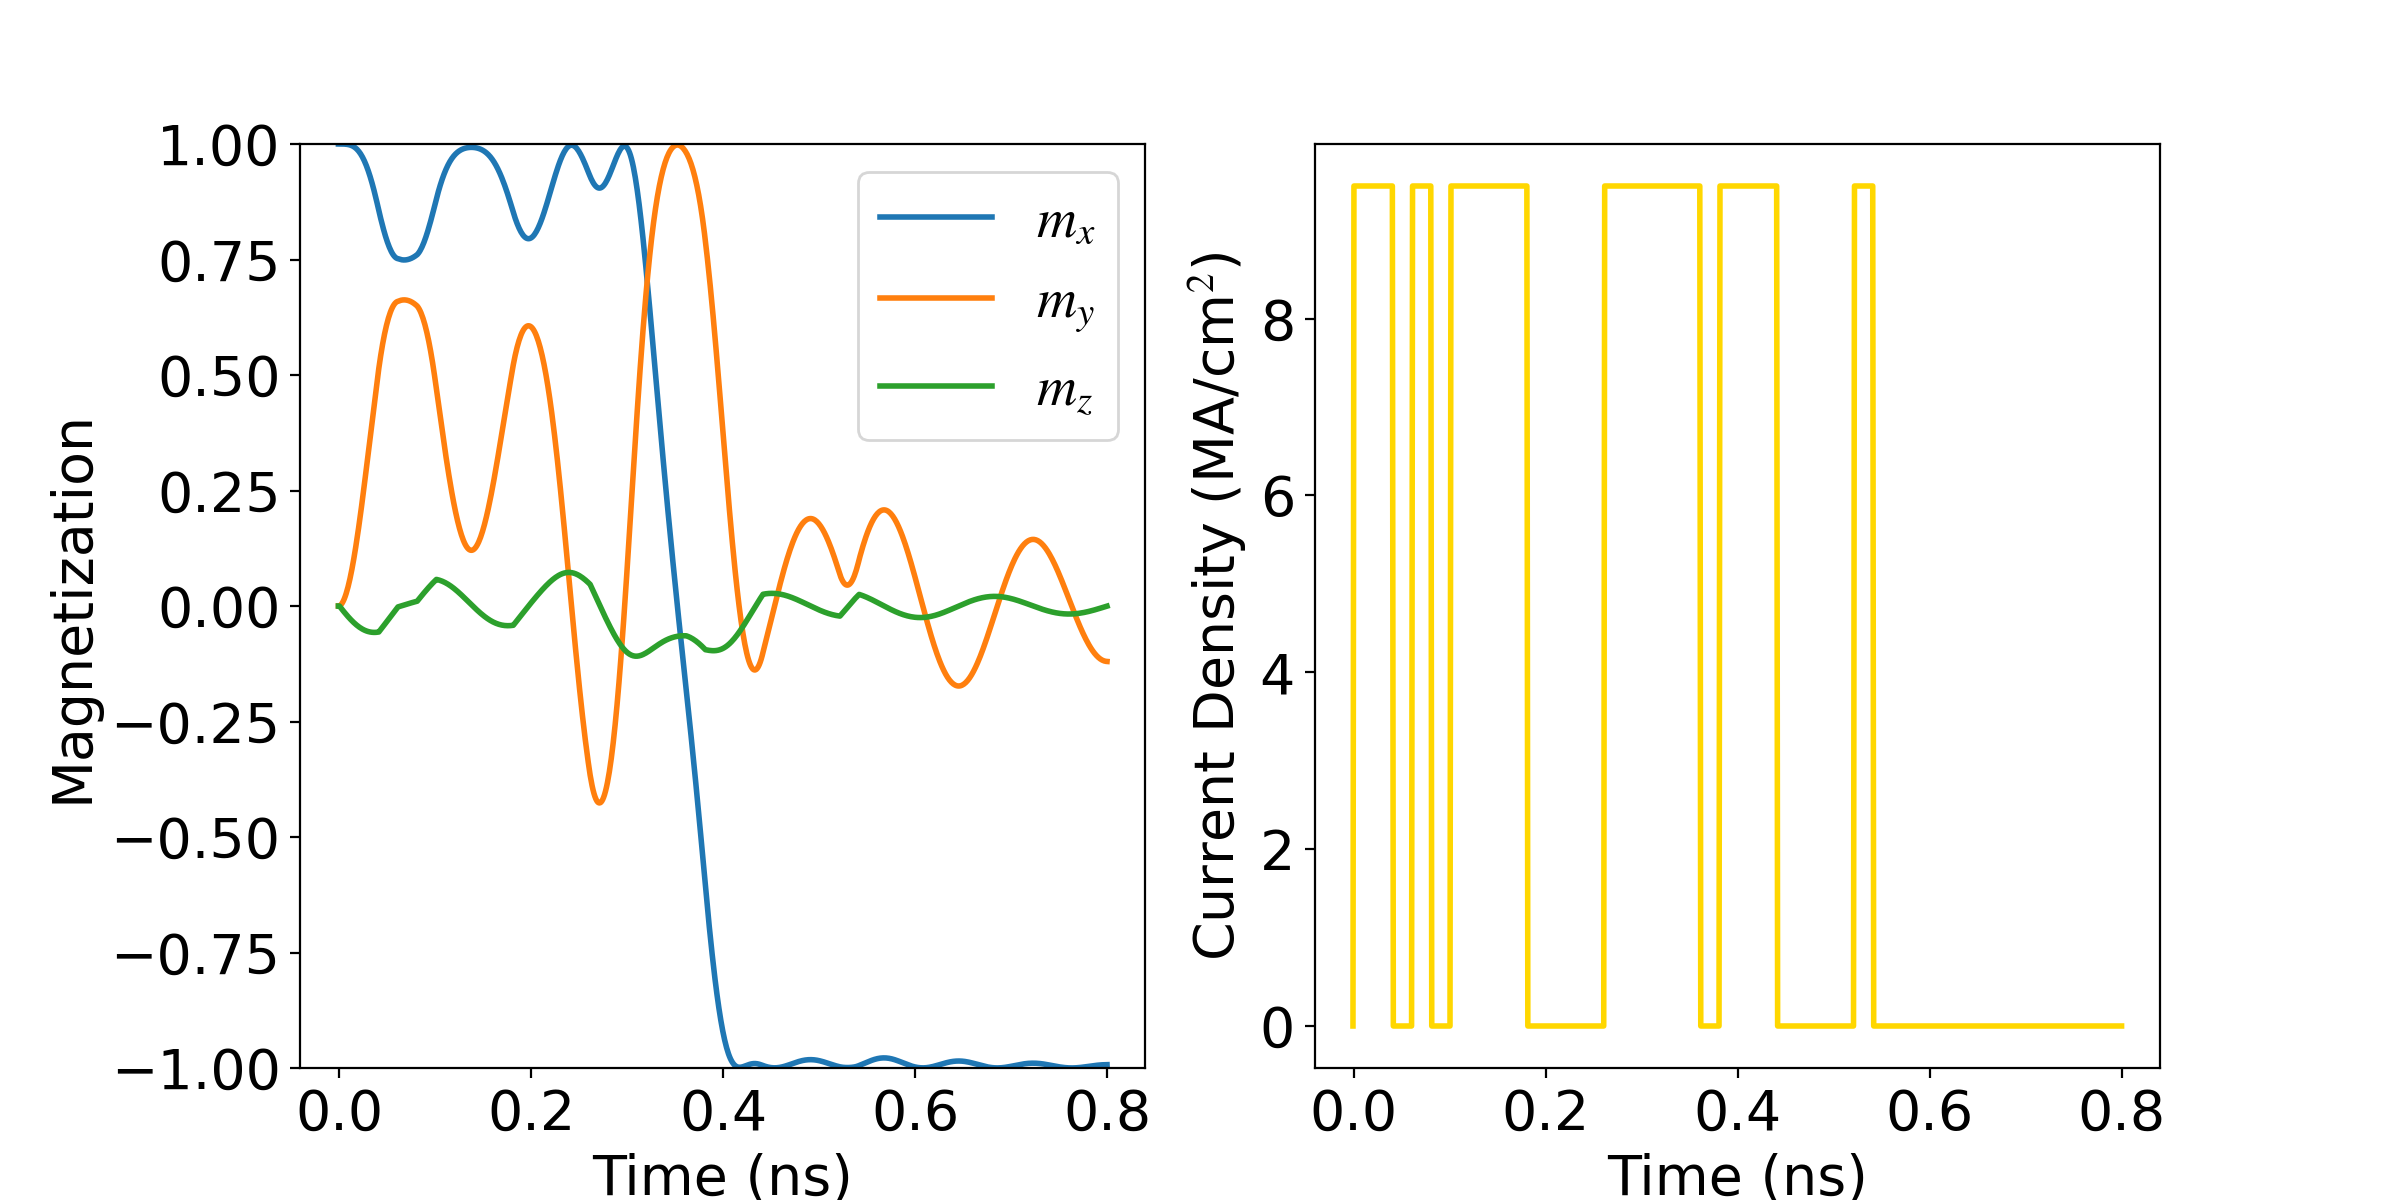 1.00
0.75
0.50
0.25
0.00
−0.25
−0.50
−0.75
−1.00
Magnetization
0.0 0.2 0.4 0.6 0.8
Time (ns)
m_x
m_y
m_z
8
6
4
2
0
Current Density (MA/cm²)
0.0 0.2 0.4 0.6 0.8
Time (ns)